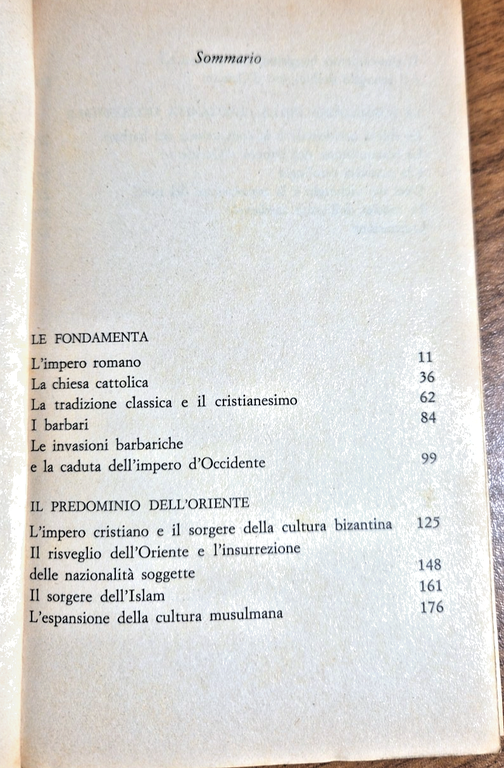 Sommario
LE FONDAMENTA
L'impero romano 11
La chiesa cattolica 36
La tradizione classica e il cristianesimo 62
I barbari 84
Le invasioni barbariche
e la caduta dell'impero d'Occidente 99
IL PREDOMINIO DELL'ORIENTE
L'impero cristiano e il sorgere della cultura bizantina 125
Il risveglio dell'Oriente e l'insurrezione
delle nazionalità soggette 148
Il sorgere dell'Islam 161
L'espansione della cultura musulmana 176